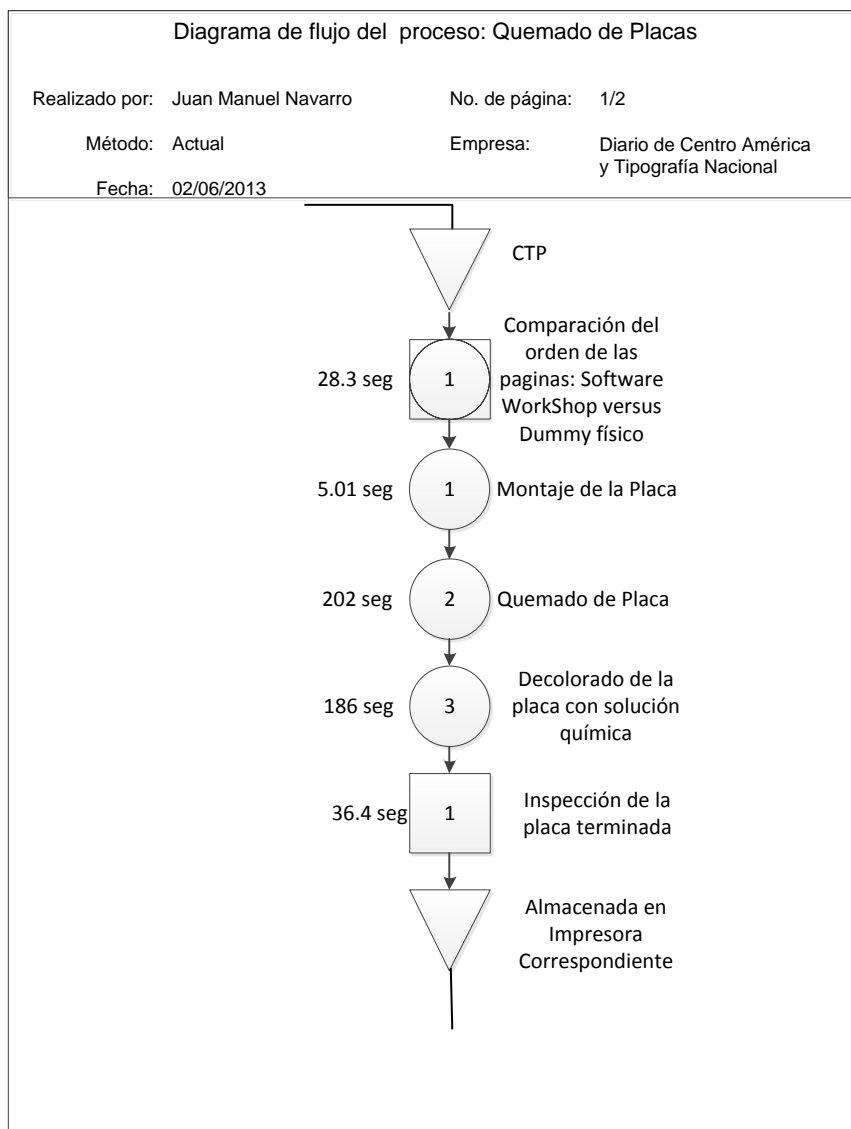 Diagrama de flujo del proceso: Quemado de Placas
Realizado por: Juan Manuel Navarro No. de página: 1/2
Método: Actual Empresa: Diario de Centro América
y Tipografía Nacional
Fecha: 02/06/2013
CTP
28.3 seg
1
Comparación del
orden de las
paginas: Software
WorkShop versus
Dummy físico
5.01 seg 1 Montaje de la Placa
202 seg 2 Quemado de Placa
186 seg
3
Decolorado de la
placa con solución
química
36.4 seg
1
Inspección de la
placa terminada
Almacenada en
Impresora
Correspondiente